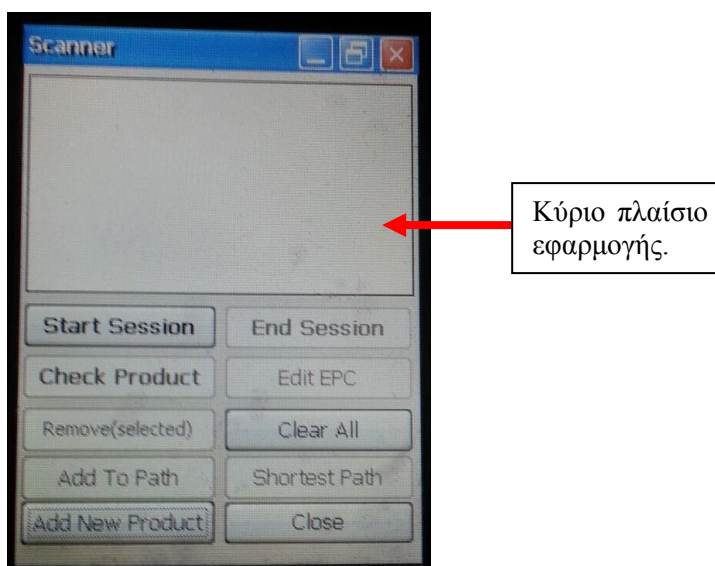 Scanner
Κύριο πλαίσιο
εφαρμογής.
Start Session End Session
Check Product Edit EPC
Remove(selected) Clear All
Add To Path Shortest Path
Add New Product Close